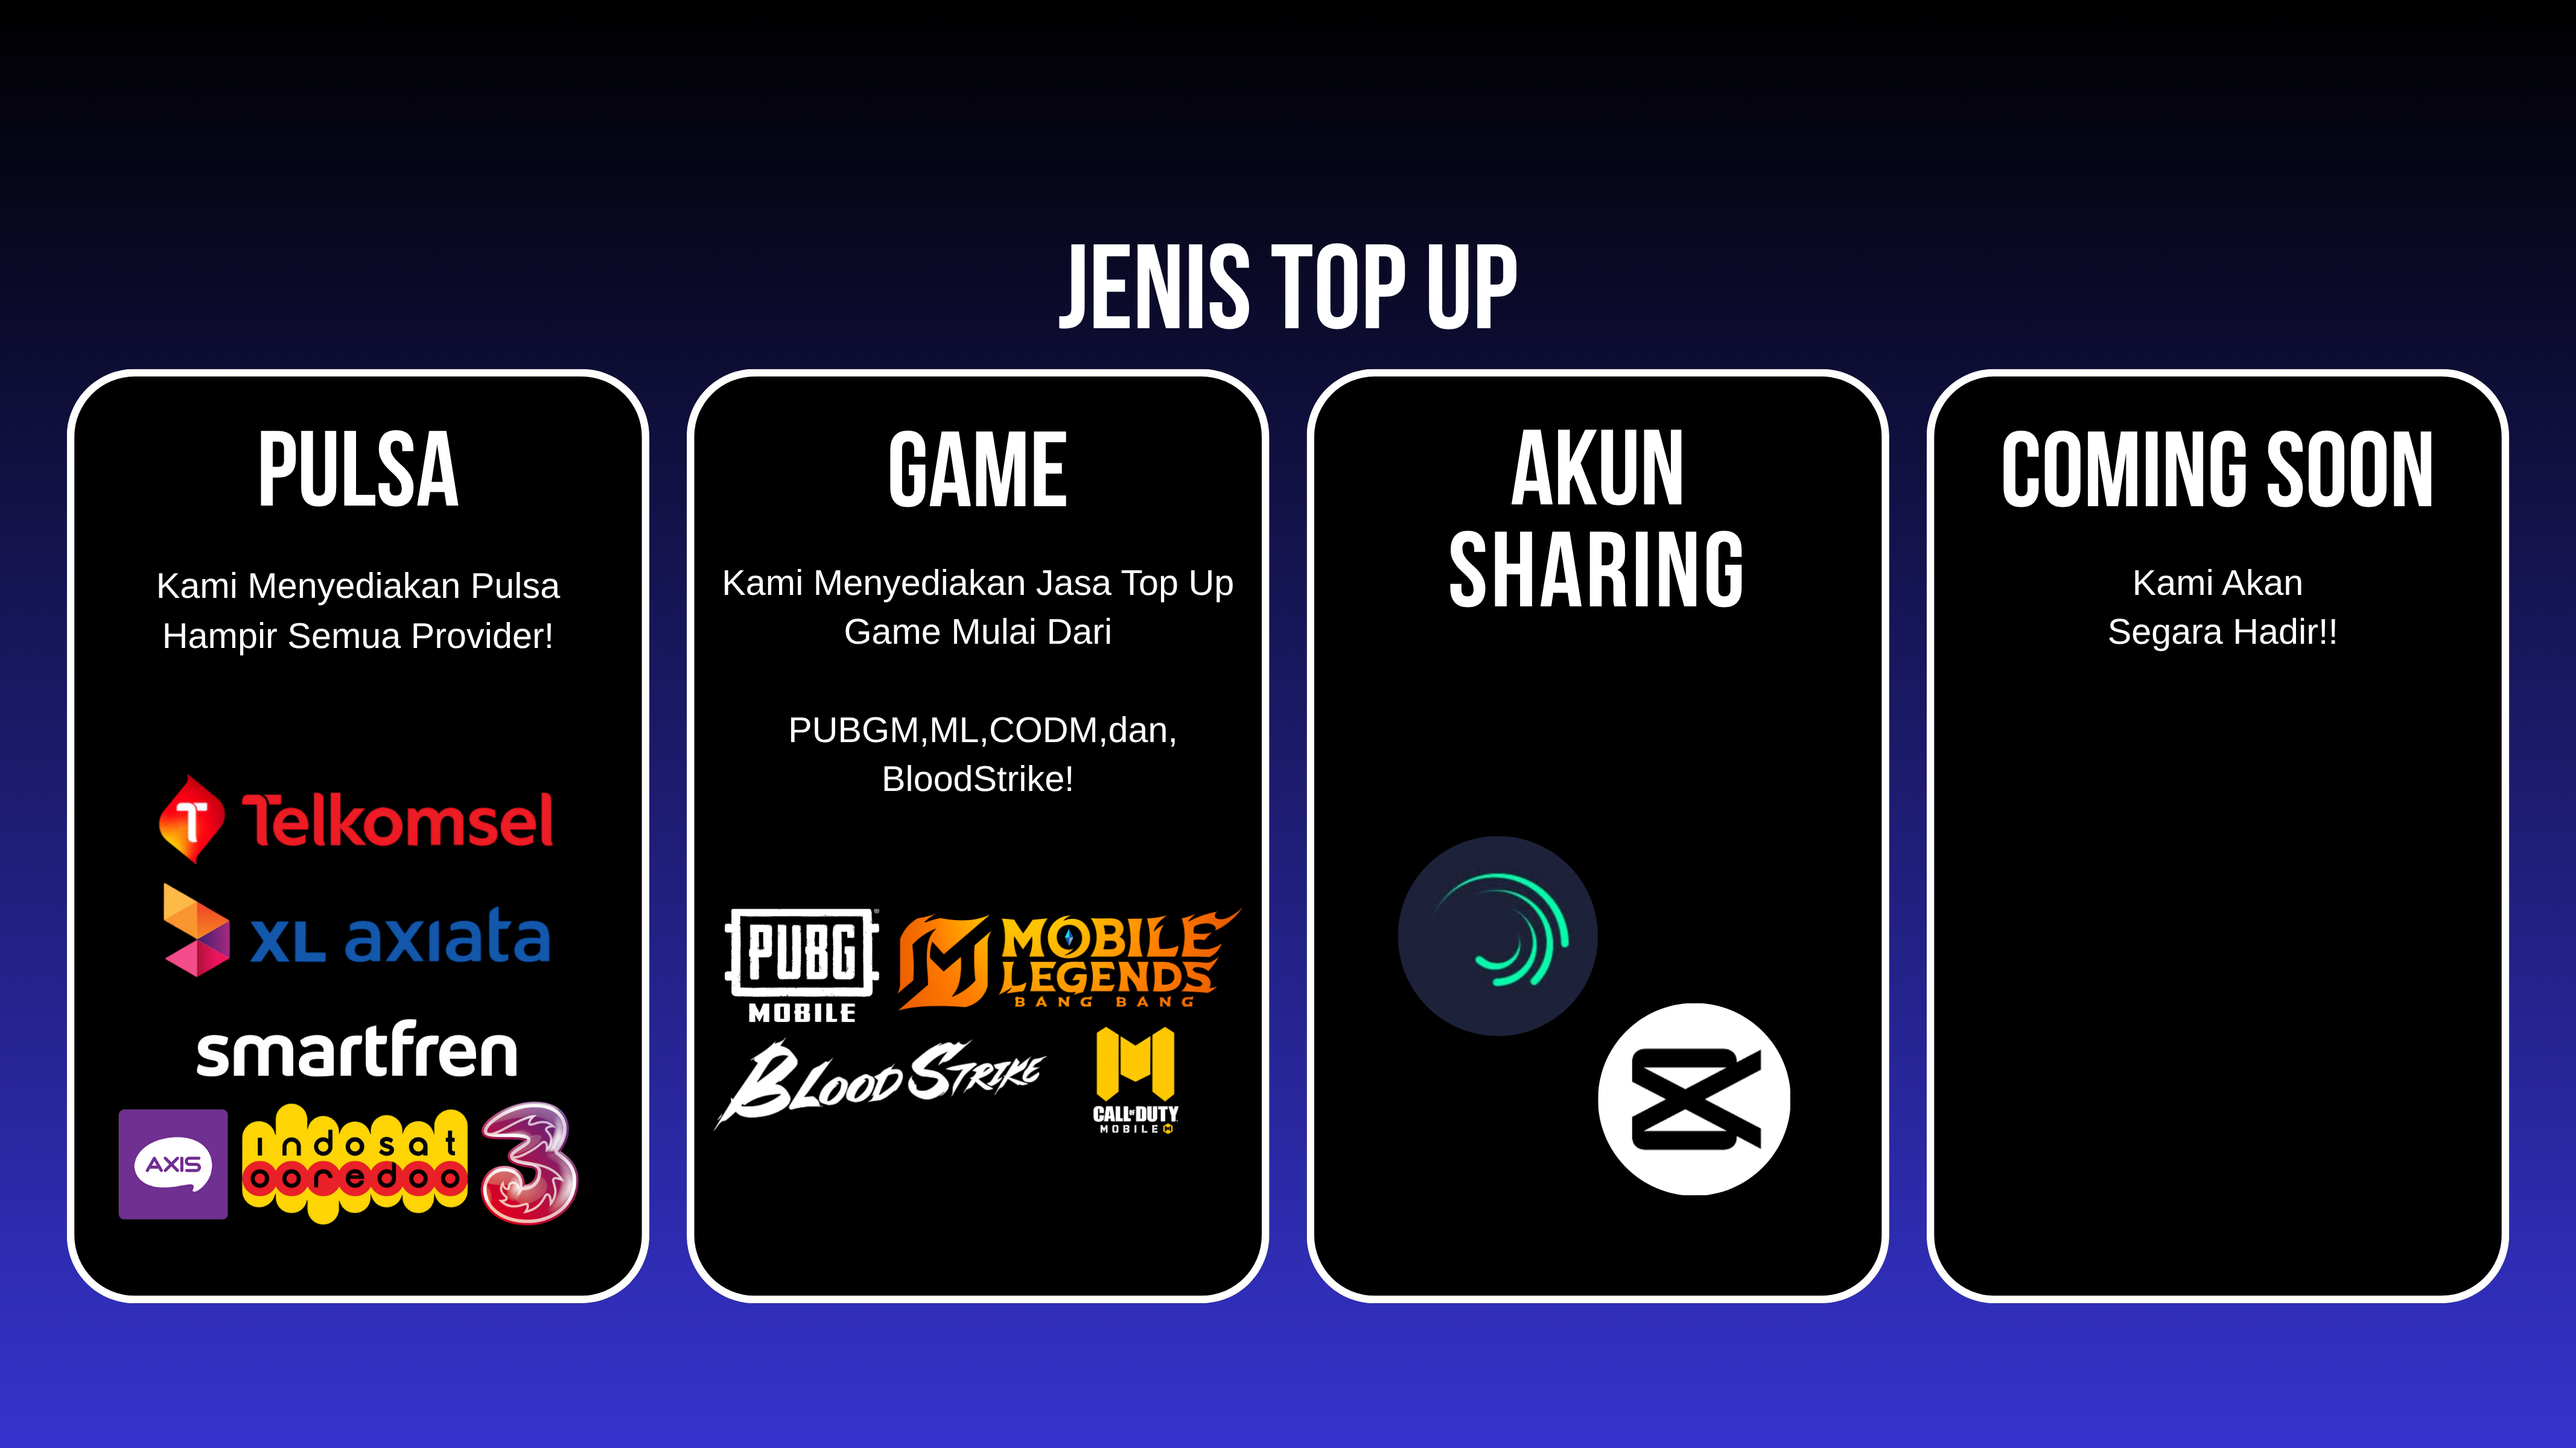 JENIS TOP UP
PULSA
Kami Menyediakan Pulsa
Hampir Semua Provider!
T Telkomsel
XL axiata
smartfren
AXIS
indosat
ooredoo
3
GAME
Kami Menyediakan Jasa Top Up
Game Mulai Dari
PUBGM,ML,CODM,dan,
BloodStrike!
PUBG
MOBILE
MOBILE
LEGENDS
BANG BANG
BLOOD STRIKE
CALL OF DUTY
MOBILE
AKUN
SHARING
COMING SOON
Kami Akan
Segara Hadir!!